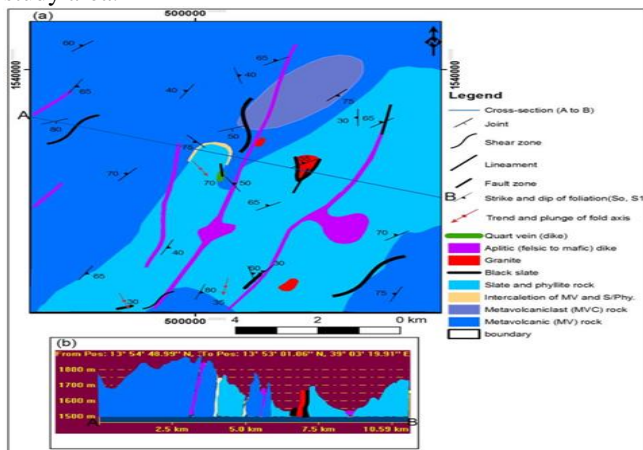 study area.
(a)
500000
1540000
1540000
N
A
B
60
65
40
65
40
75
80
50
75
30
65
70
70
50
65
70
40
65
80
30
60
30
75
500000
4 2 0 km
Legend
Cross-section (A to B)
Joint
Shear zone
Lineament
Fault zone
Strike and dip of foliation(So, S1
Trend and plunge of fold axis
Quart vein (dike)
Aplitic (felsic to mafic) dike
Granite
Black slate
Slate and phyllite rock
Intercaletion of MV and S/Phy.
Metavolcaniclast (MVC) rock
Metavolcanic (MV) rock
boundary
(b)
From Pos: 13° 54' 48.99" N, To Pos: 13° 53' 01.06" N, 39° 03' 19.91" E
1800 m
1700 m
1600 m
1500 m
A
B
2.5 km
5.0 km
7.5 km
10.59 km